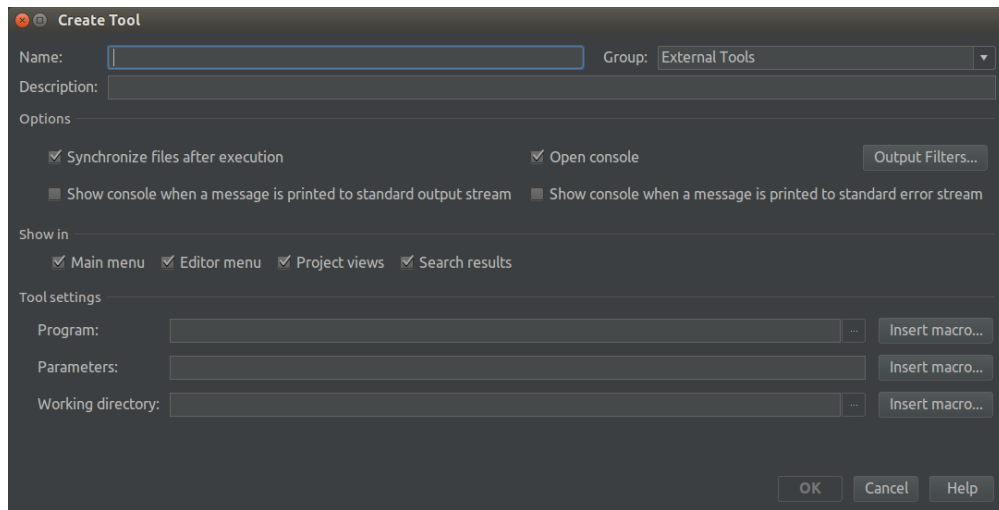 Create Tool
Name: Group: External Tools
Description:
Options
Synchronize files after execution Open console Output Filters...
Show console when a message is printed to standard output stream Show console when a message is printed to standard error stream
Show in
Main menu Editor menu Project views Search results
Tool settings
Program: ... Insert macro...
Parameters: Insert macro...
Working directory: ... Insert macro...
OK Cancel Help